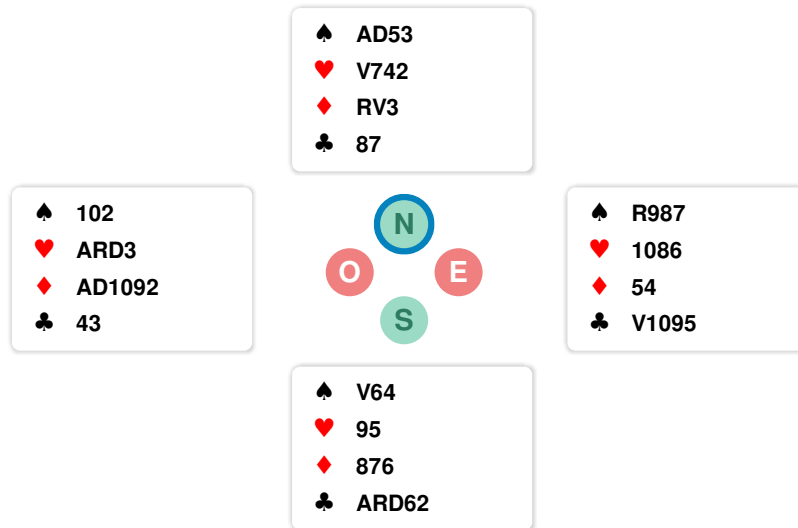 ♠ AD53
♥ V742
♦ RV3
♣ 87
♠ 102
♥ ARD3
♦ AD1092
♣ 43
N
O E
S
♠ R987
♥ 1086
♦ 54
♣ V1095
♠ V64
♥ 95
♦ 876
♣ ARD62